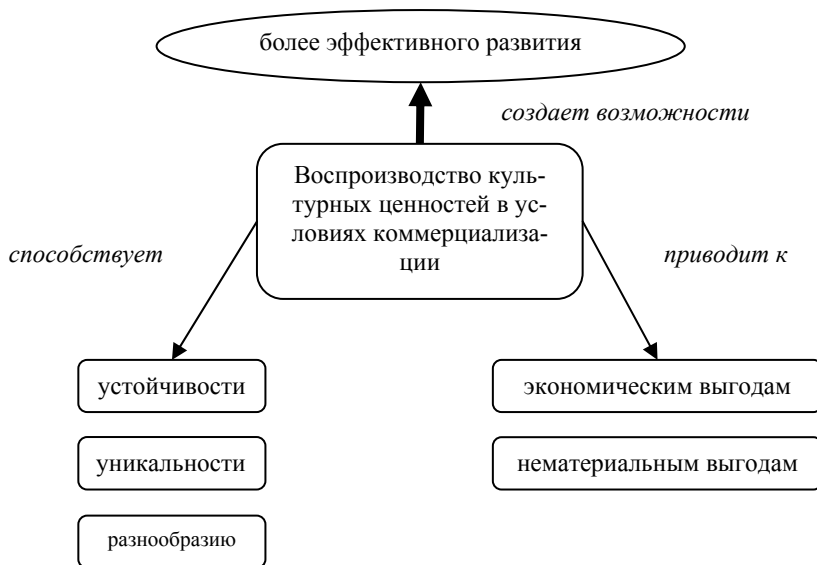 более эффективного развития
создает возможности
Воспроизводство куль-
турных ценностей в ус-
ловиях коммерциализа-
ции
способствует
приводит к
устойчивости
экономическим выгодам
уникальности
нематериальным выгодам
разнообразию